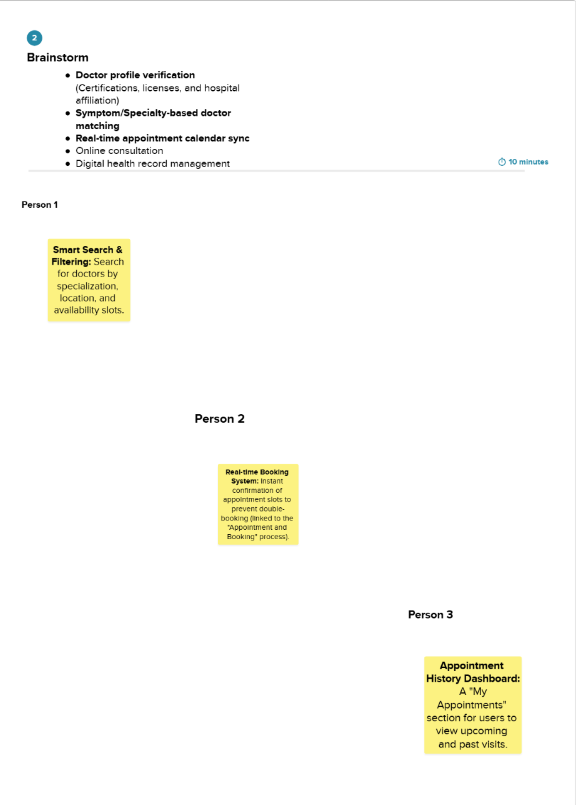 2
Brainstorm
● Doctor profile verification
(Certifications, licenses, and hospital
affiliation)
● Symptom/Specialty-based doctor
matching
● Real-time appointment calendar sync
● Online consultation
● Digital health record management
10 minutes
Person 1
Smart Search &
Filtering: Search
for doctors by
specialization,
location, and
availability slots.
Person 2
Real-time Booking
System: Instant
confirmation of
appointment slots to
prevent double-
booking (linked to the
"Appointment and
Booking" process).
Person 3
Appointment
History Dashboard:
A "My
Appointments"
section for users to
view upcoming
and past visits.